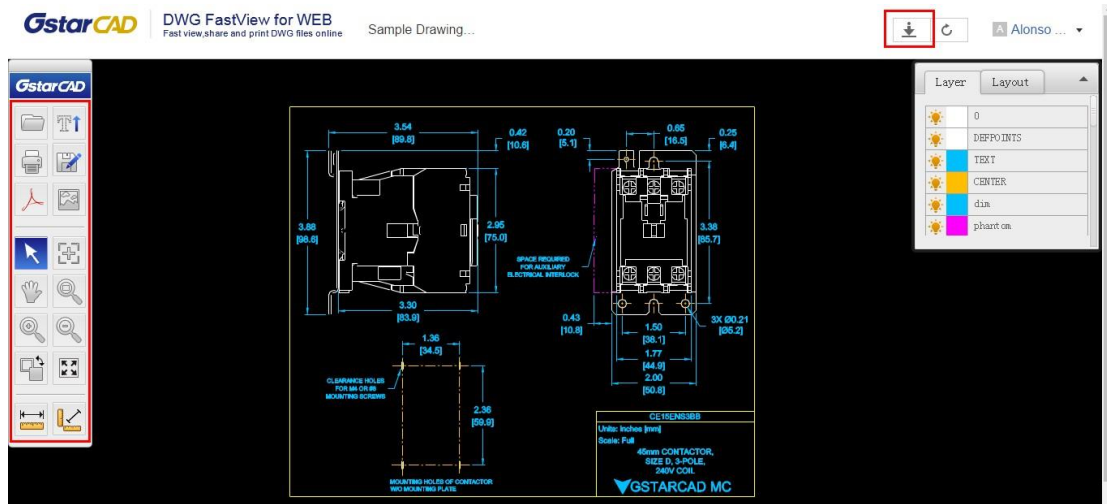 GstarCAD
DWG FastView for WEB
Fast view,share and print DWG files online
Sample Drawing...
A Alonso ...
GstarCAD
Layer Layout
0
DEFPOINTS
TEXT
CENTER
dim
phantom
3.54
[89.8]
0.42
[10.6]
0.20
[5.1]
0.65
[16.5]
0.25
[6.4]
3.88
[98.6]
2.95
[75.0]
3.38
[85.7]
SPACE REQUIRED
FOR AUXILIARY
ELECTRICAL INTERLOCK
3.30
[83.9]
0.43
[10.8]
1.50
[38.1]
3X Ø0.21
[Ø5.2]
1.77
[44.9]
2.00
[50.8]
1.36
[34.5]
CLEARANCE HOLES
FOR M4 OR #8
MOUNTING SCREWS
2.36
[59.9]
MOUNTING HOLES OF CONTACTOR
W/O MOUNTING PLATE
CE15ENS3BB
Units: Inches [mm]
Scale: Full
45mm CONTACTOR,
SIZE D, 3-POLE,
240V COIL
GSTARCAD MC